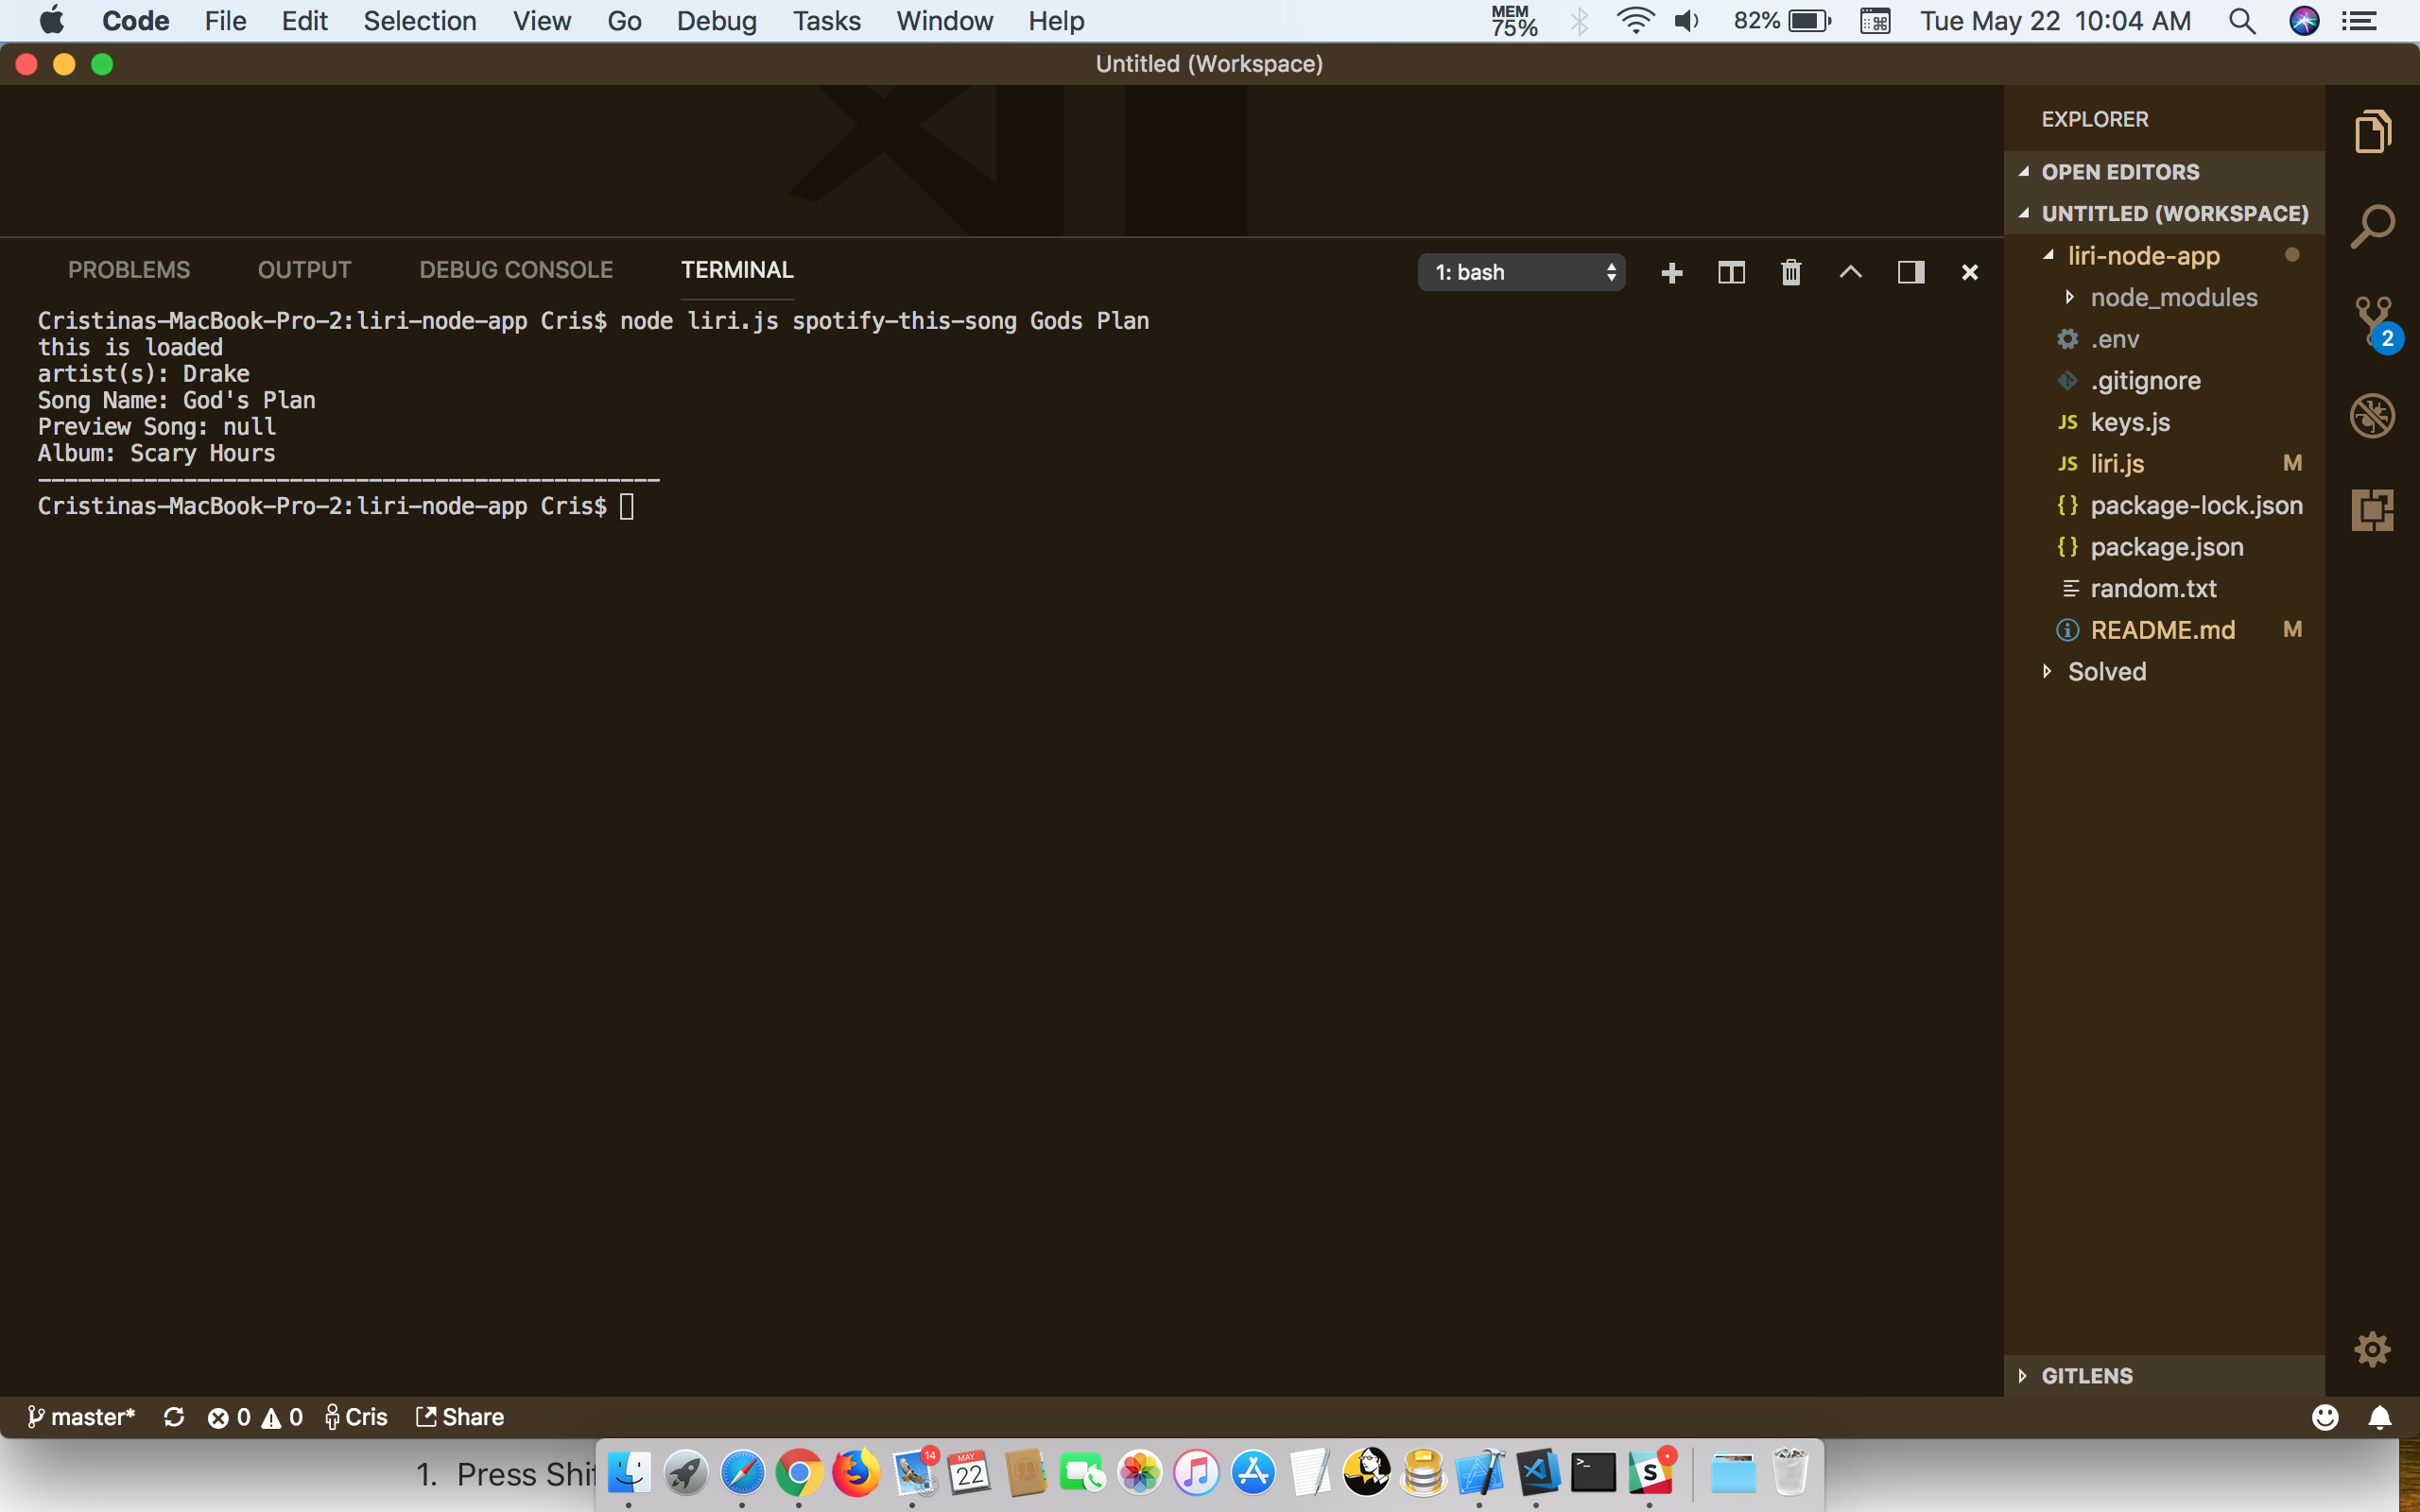 Code File Edit Selection View Go Debug Tasks Window Help MEM 75% 82% Tue May 22 10:04 AM
Untitled (Workspace)
PROBLEMS OUTPUT DEBUG CONSOLE TERMINAL 1: bash
Cristinas-MacBook-Pro-2:liri-node-app Cris$ node liri.js spotify-this-song Gods Plan
this is loaded
artist(s): Drake
Song Name: God's Plan
Preview Song: null
Album: Scary Hours
-----------------------------------------------
Cristinas-MacBook-Pro-2:liri-node-app Cris$
EXPLORER
OPEN EDITORS
UNTITLED (WORKSPACE)
liri-node-app
node_modules
.env
.gitignore
JS keys.js
JS liri.js M
{} package-lock.json
{} package.json
random.txt
README.md M
Solved
GITLENS
2
master* 0 0 Cris Share
1. Press Shi
14
MAY
22